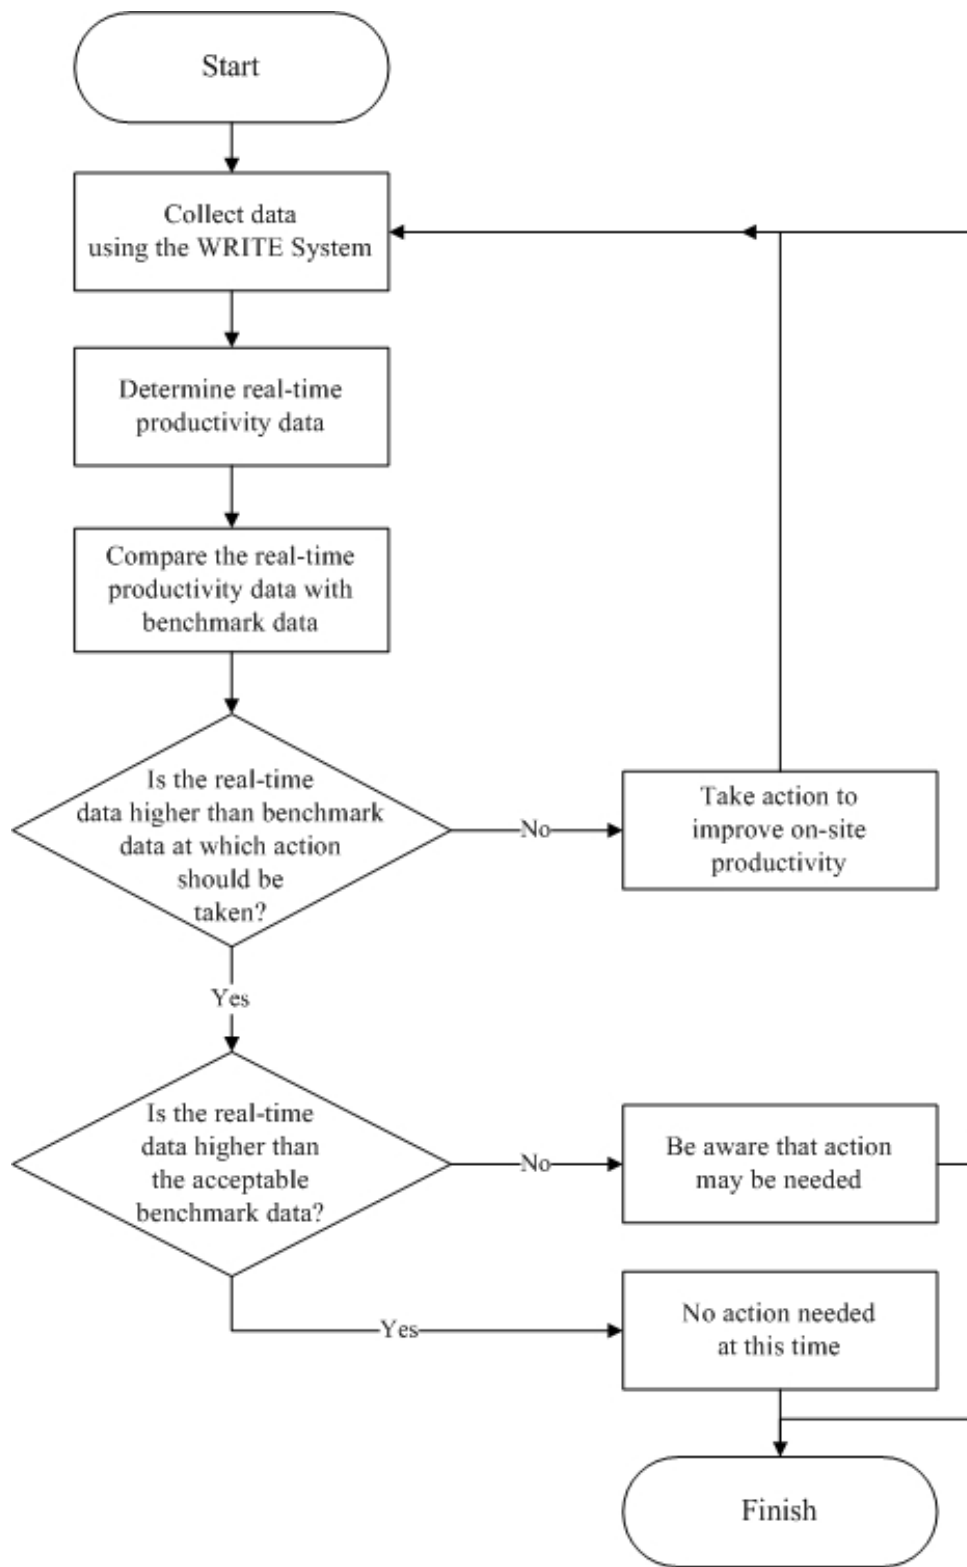 Start
Collect data
using the WRITE System
Determine real-time
productivity data
Compare the real-time
productivity data with
benchmark data
Is the real-time
data higher than benchmark
data at which action
should be
taken?
No
Take action to
improve on-site
productivity
Yes
Is the real-time
data higher than
the acceptable
benchmark data?
No
Be aware that action
may be needed
Yes
No action needed
at this time
Finish